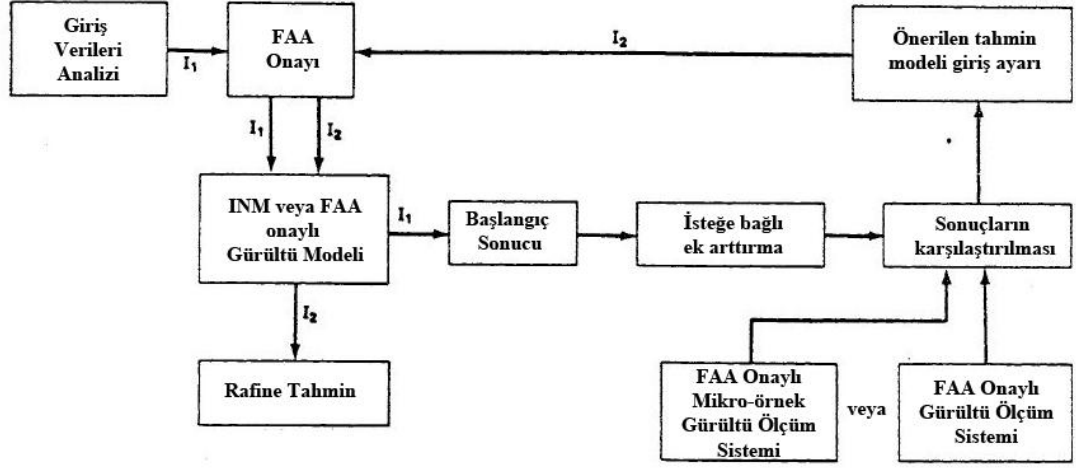 Giriş
Verileri
Analizi
I₁
FAA
Onayı
I₂
Önerilen tahmin
modeli giriş ayarı
I₁
I₂
INM veya FAA
onaylı
Gürültü Modeli
I₁
Başlangıç
Sonucu
İsteğe bağlı
ek arttırma
Sonuçların
karşılaştırılması
I₂
Rafine Tahmin
FAA Onaylı
Mikro-örnek
Gürültü Ölçüm
Sistemi
veya
FAA Onaylı
Gürültü Ölçüm
Sistemi